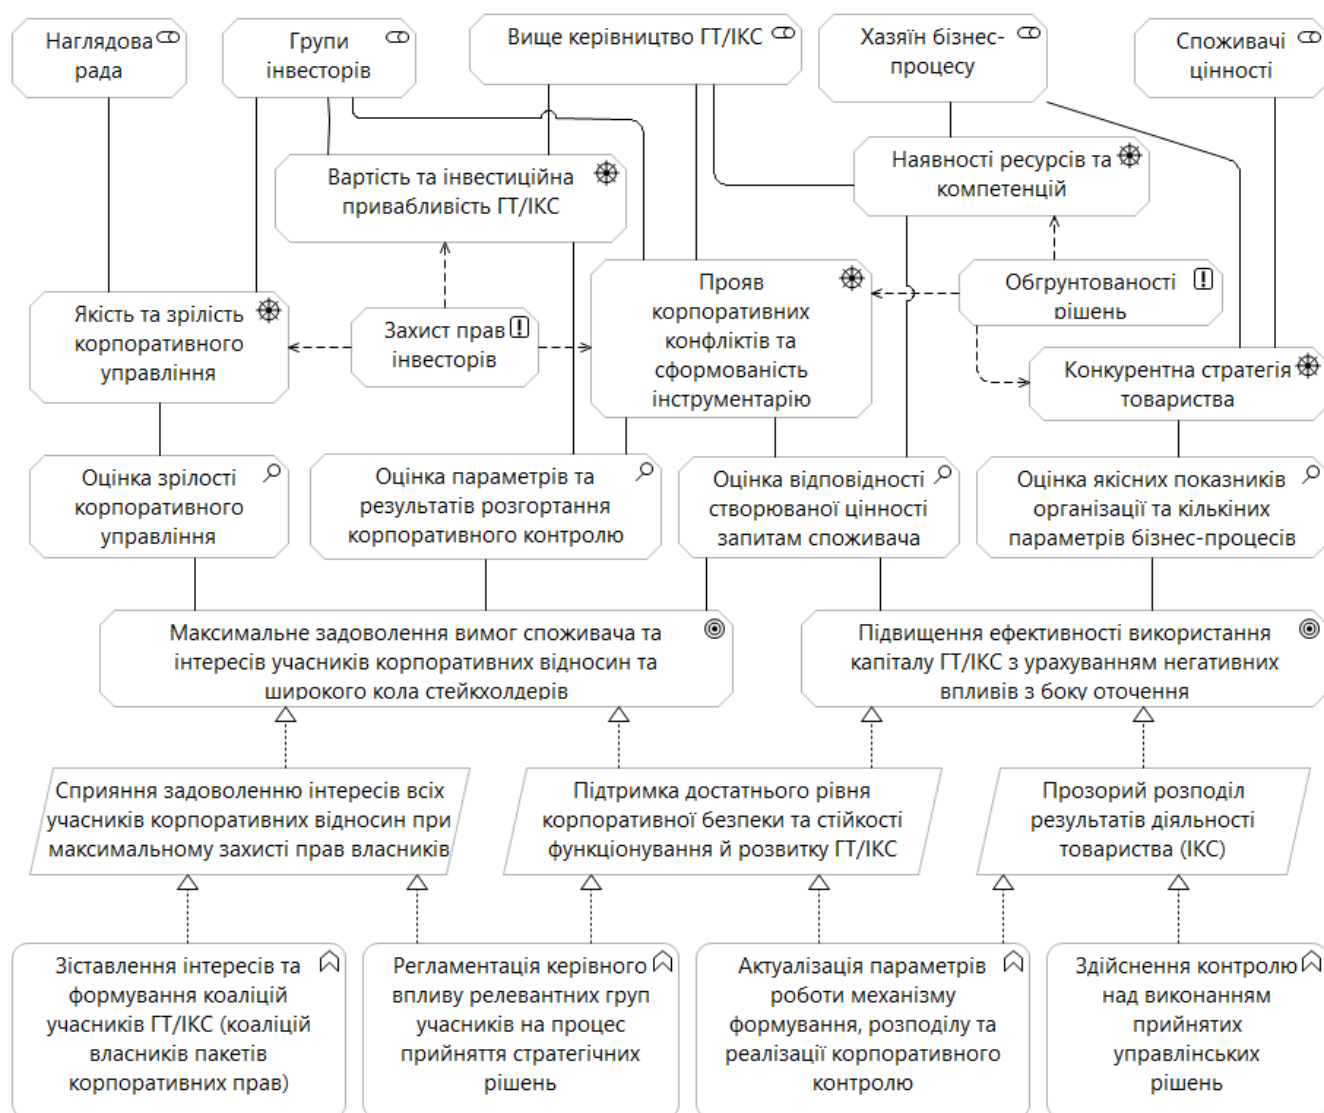 Наглядова
рада
Групи
інвесторів
Вище керівництво ГТ/ІКС
Хазяїн бізнес-
процесу
Споживачі
цінності
Вартість та інвестиційна
привабливість ГТ/ІКС
Наявності ресурсів та
компетенцій
Якість та зрілість
корпоративного
управління
Захист прав
інвесторів
Прояв
корпоративних
конфліктів та
сформованість
інструментарію
Обгрунтованості
рішень
Конкурентна стратегія
товариства
Оцінка зрілості
корпоративного
управління
Оцінка параметрів та
результатів розгортання
корпоративного контролю
Оцінка відповідності
створюваної цінності
запитам споживача
Оцінка якісних показників
організації та кількіних
параметрів бізнес-процесів
Максимальне задоволення вимог споживача та
інтересів учасників корпоративних відносин та
широкого кола стейкхолдерів
Підвищення ефективності використання
капіталу ГТ/ІКС з урахуванням негативних
впливів з боку оточення
Сприяння задоволенню інтересів всіх
учасників корпоративних відносин при
максимальному захисті прав власників
Підтримка достатнього рівня
корпоративної безпеки та стійкості
функціонування й розвитку ГТ/ІКС
Прозорий розподіл
результатів діяльності
товариства (ІКС)
Зіставлення інтересів та
формування коаліцій
учасників ГТ/ІКС (коаліцій
власників пакетів
корпоративних прав)
Регламентація керівного
впливу релевантних груп
учасників на процес
прийняття стратегічних
рішень
Актуалізація параметрів
роботи механізму
формування, розподілу та
реалізації корпоративного
контролю
Здійснення контролю
над виконанням
прийнятих
управлінських
рішень